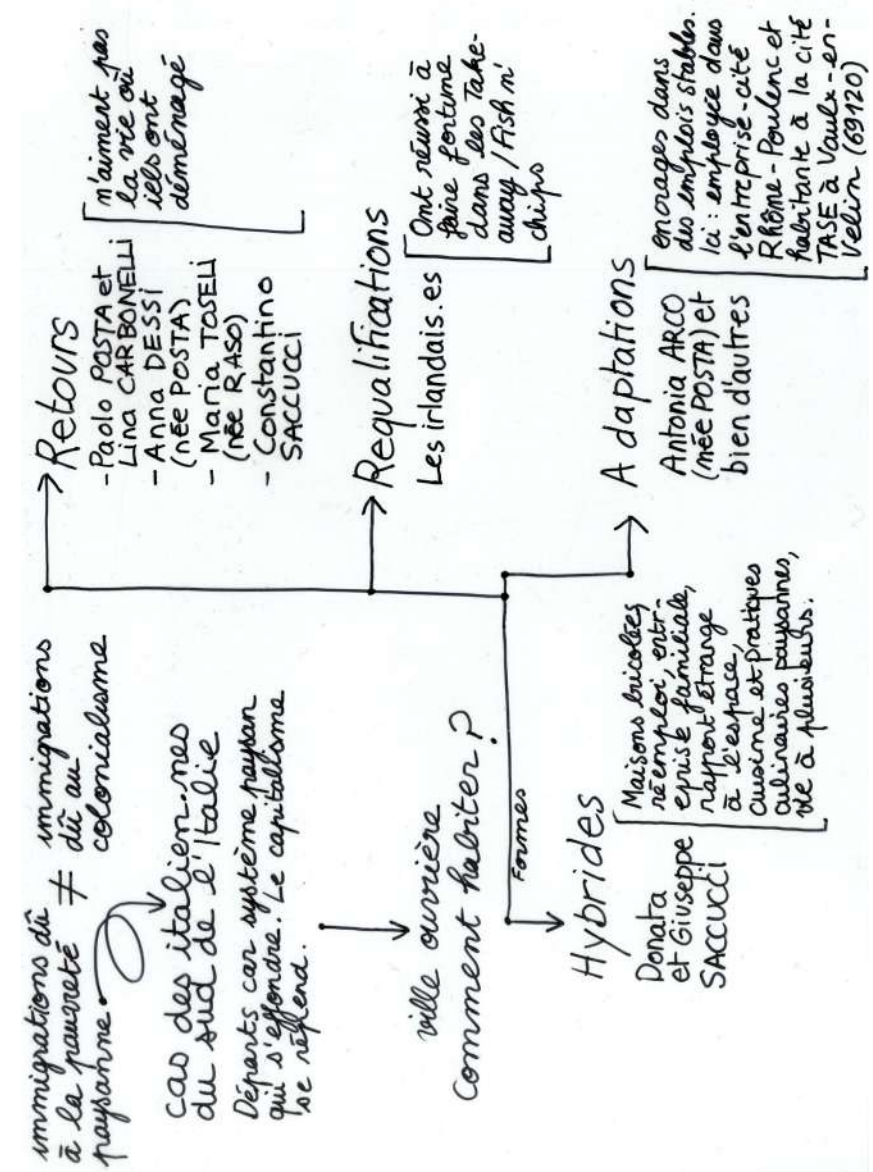 immigrations dû
à la pauvreté
paysanne.
≠
immigrations
dû au
colonialisme
cas des italien.nes
du sud de l'Italie
Départs car système paysan
qui s'effondre. Le capitalisme
se répend.
ville ouvrière
Comment habiter ?
Formes
Hybrides
Donata
et Giuseppe
SACCUCCI
Maisons bricolées,
réemploi, entr-
eprise familiale,
rapport étrange
à l'espace,
cuisine et pratiques
culinaires paysannes,
vie à plusieurs.
Retours
- Paolo POSTA et
Lina CARBONELLI
- Anna DESSI
(née POSTA)
- Maria TOSELI
(née RASO)
- Constantino
SACCUCCI
n'aiment pas
la vie où
iels ont
déménagé
Requalifications
Les irlandais.es
Ont réussi à
faire fortune
dans les Take-
away / Fish n'
chips
Adaptations
Antonia ARCO
(née POSTA) et
bien d'autres
encrages dans
des emplois stables.
Ici : employée dans
l'entreprise-cité
Rhône-Poulenc et
habitante à la cité
TASE à Vaulx-en-
Velin (69120)